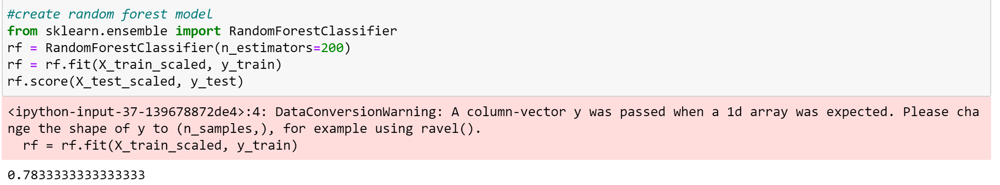 #create random forest model
from sklearn.ensemble import RandomForestClassifier
rf = RandomForestClassifier(n_estimators=200)
rf = rf.fit(X_train_scaled, y_train)
rf.score(X_test_scaled, y_test)
<ipython-input-37-139678872de4>:4: DataConversionWarning: A column-vector y was passed when a 1d array was expected. Please cha
nge the shape of y to (n_samples,), for example using ravel().
  rf = rf.fit(X_train_scaled, y_train)
0.7833333333333333